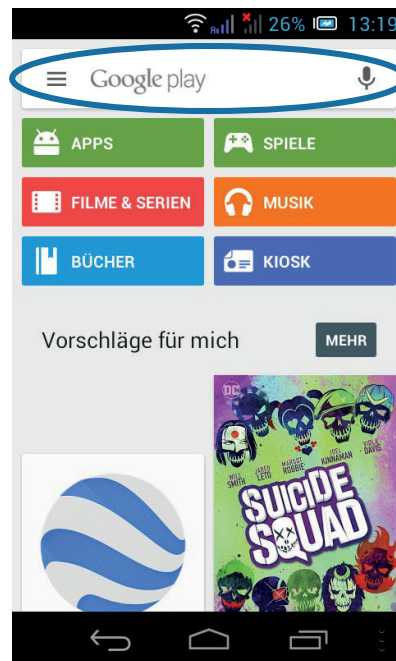 26% 13:19
Google play
APPS SPIELE
FILME & SERIEN MUSIK
BÜCHER KIOSK
Vorschläge für mich MEHR
DC
WILL SMITH JARED LETO MARGOT ROBBIE JOEL KINNAMAN VIOLA DAVIS
SUICIDE
SQUAD